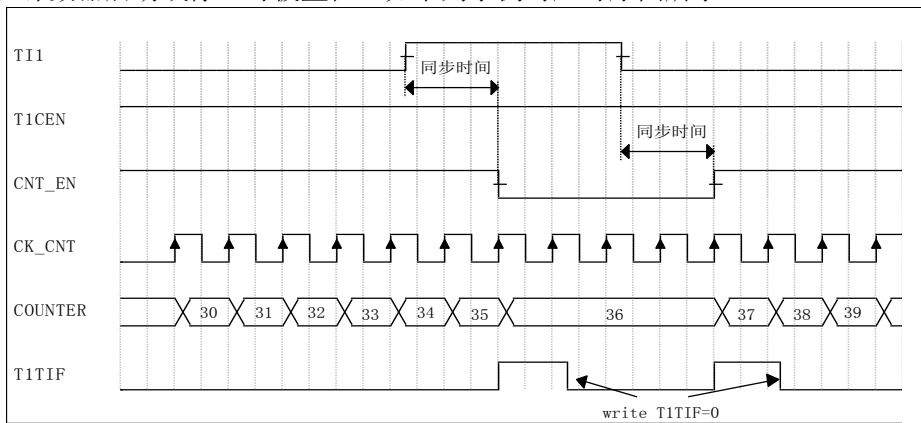 TI1
同步时间
T1CEN
同步时间
CNT_EN
CK_CNT
COUNTER
30 31 32 33 34 35 36 37 38 39
T1TIF
write T1TIF=0